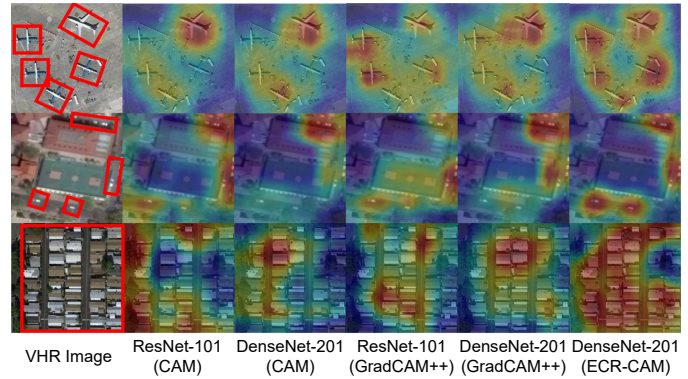 VHR Image
ResNet-101
(CAM)
DenseNet-201
(CAM)
ResNet-101
(GradCAM++)
DenseNet-201
(GradCAM++)
DenseNet-201
(ECR-CAM)